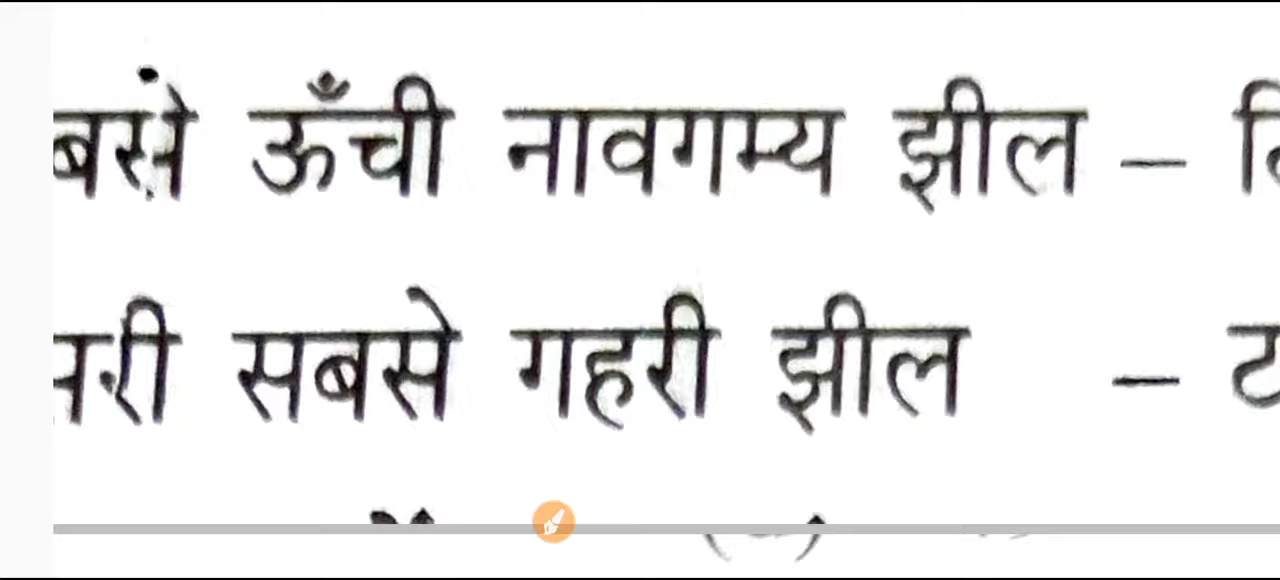 बसे ऊँची नावगम्य झील –
री सबसे गहरी झील – ट